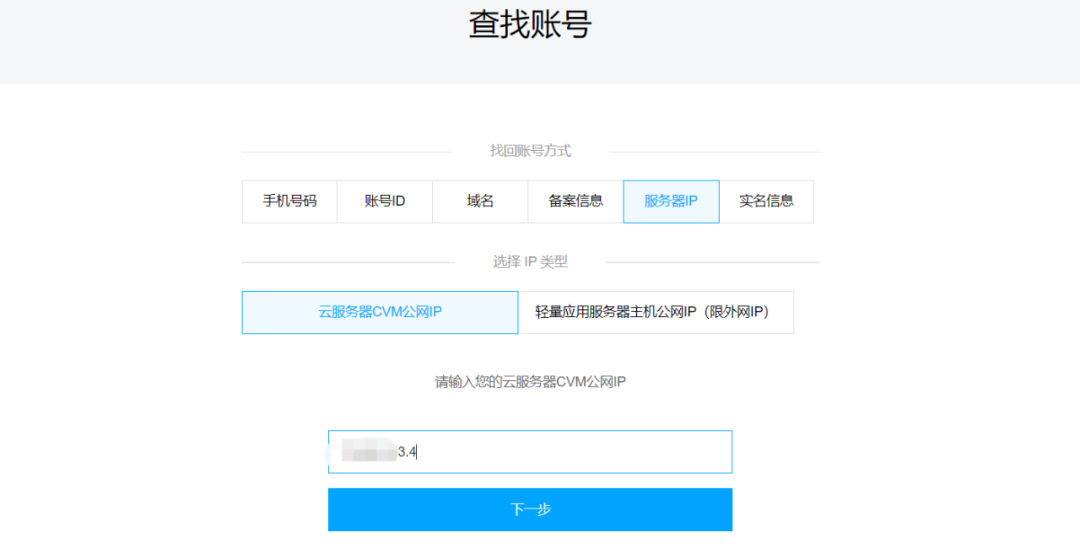 查找账号
找回账号方式
手机号码 账号ID 域名 备案信息 服务器IP 实名信息
选择 IP 类型
云服务器CVM公网IP 轻量应用服务器主机公网IP（限外网IP）
请输入您的云服务器CVM公网IP
3.4
下一步